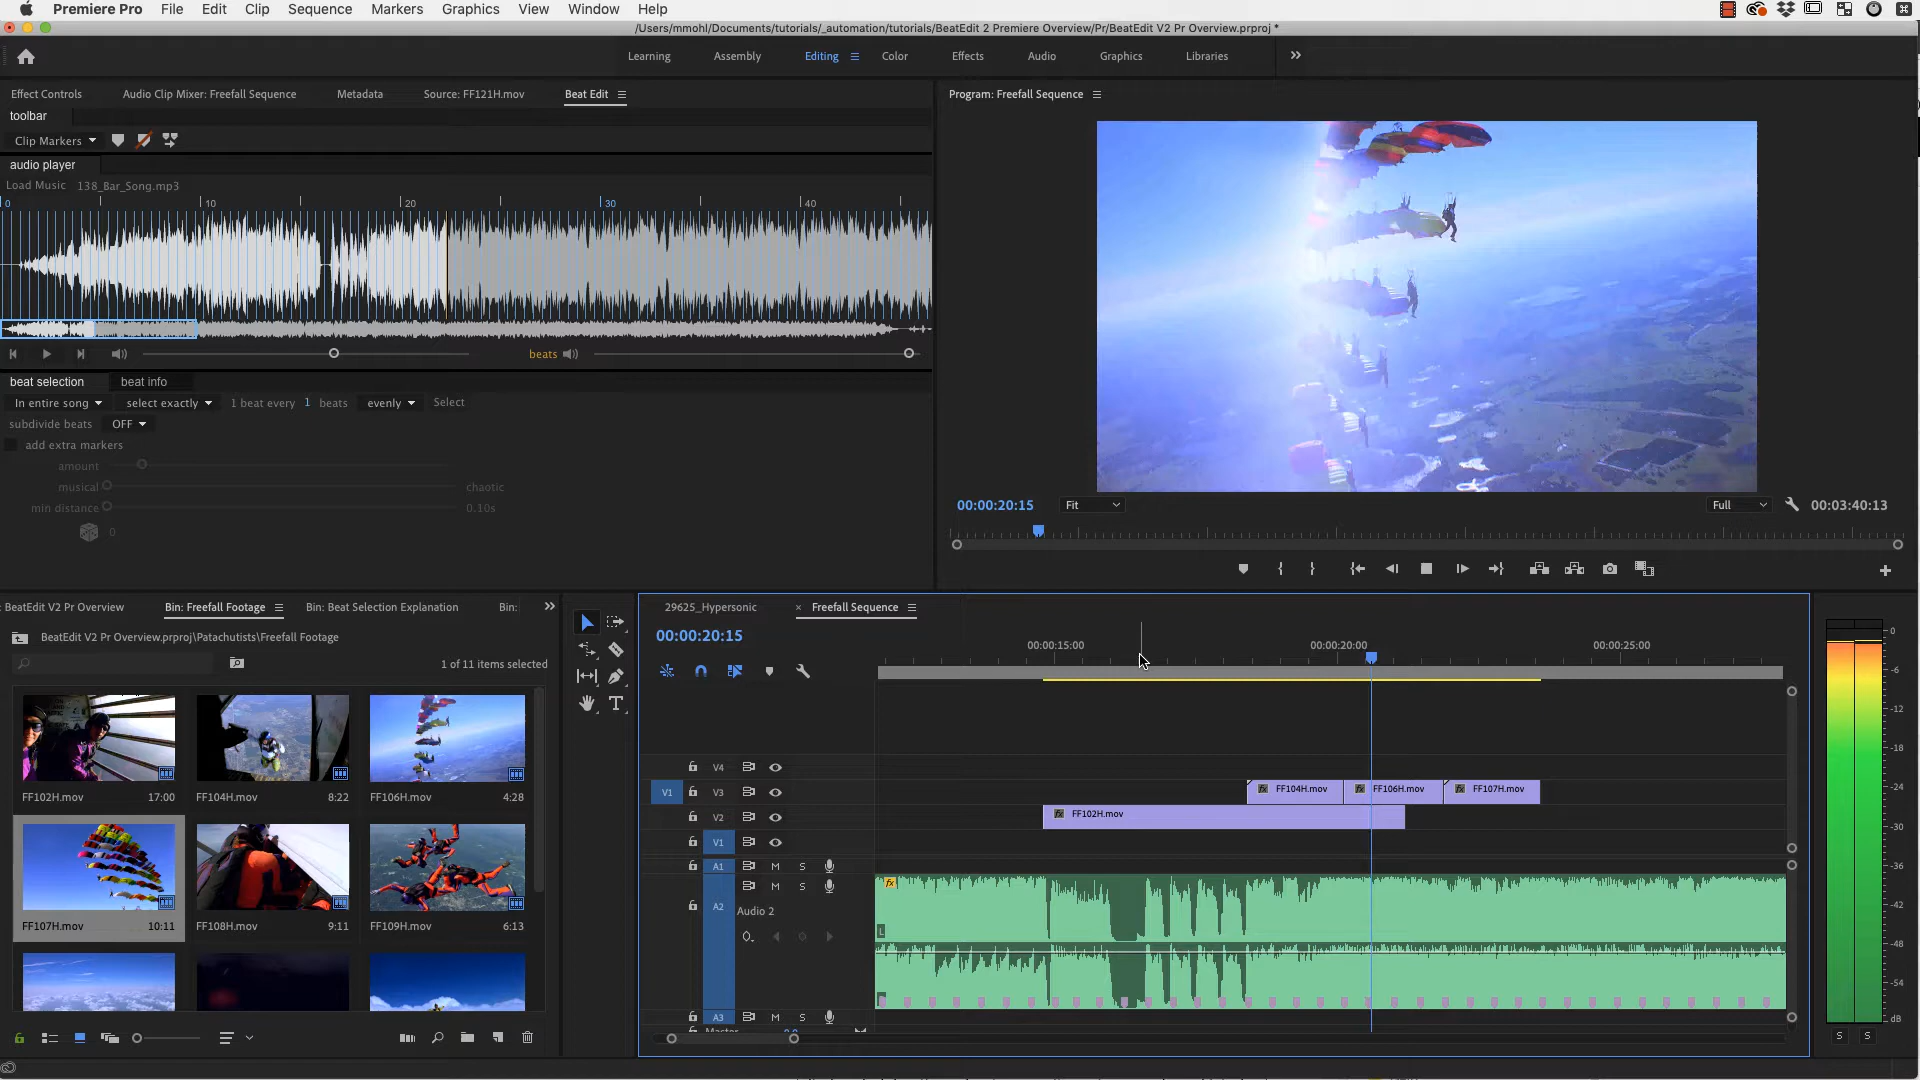 Premiere Pro File Edit Clip Sequence Markers Graphics View Window Help
/Users/mmohl/Documents/tutorials/_automation/tutorials/BeatEdit 2 Premiere Overview/Pr/BeatEdit V2 Pr Overview.prproj *
Learning Assembly Editing Color Effects Audio Graphics Libraries
Effect Controls Audio Clip Mixer: Freefall Sequence Metadata Source: FF121H.mov Beat Edit
Program: Freefall Sequence
toolbar
Clip Markers
audio player
Load Music 138_Bar_Song.mp3
0 10 20 30 40
beats
beat selection beat info
In entire song select exactly 1 beat every 1 beats evenly Select
subdivide beats OFF
add extra markers
amount
musical chaotic
min distance 0.10s
0
00:00:20:15 Fit Full 00:03:40:13
BeatEdit V2 Pr Overview Bin: Freefall Footage Bin: Beat Selection Explanation Bin:
BeatEdit V2 Pr Overview.prproj\Patachutists\Freefall Footage
1 of 11 items selected
FF102H.mov 17:00
FF104H.mov 8:22
FF106H.mov 4:28
FF107H.mov 10:11
FF108H.mov 9:11
FF109H.mov 6:13
29625_Hypersonic × Freefall Sequence
00:00:20:15
00:00:15:00 00:00:20:00 00:00:25:00
V4
V1 V3
FF104H.mov FF106H.mov FF107H.mov
V2
FF102H.mov
V1
A1 M S
M S
A2
Audio 2
L
A3 M S
Master 0.0
0
-6
-12
-18
-24
-30
-36
-42
-48
-54
dB
S S